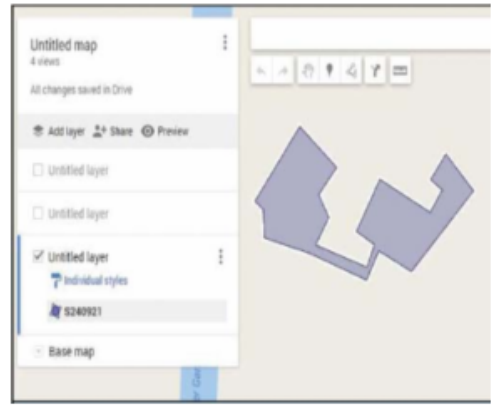 Untitled map
4 views
All changes saved in Drive
Add layer Share Preview
Untitled layer
Untitled layer
Untitled layer
Individual styles
S240921
Base map